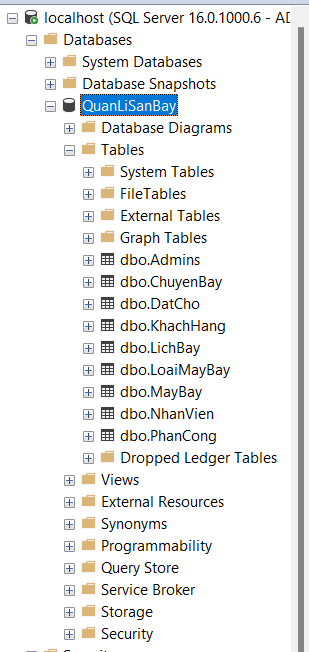 localhost (SQL Server 16.0.1000.6 - AD
Databases
System Databases
Database Snapshots
QuanLiSanBay
Database Diagrams
Tables
System Tables
FileTables
External Tables
Graph Tables
dbo.Admins
dbo.ChuyenBay
dbo.DatCho
dbo.KhachHang
dbo.LichBay
dbo.LoaiMayBay
dbo.MayBay
dbo.NhanVien
dbo.PhanCong
Dropped Ledger Tables
Views
External Resources
Synonyms
Programmability
Query Store
Service Broker
Storage
Security